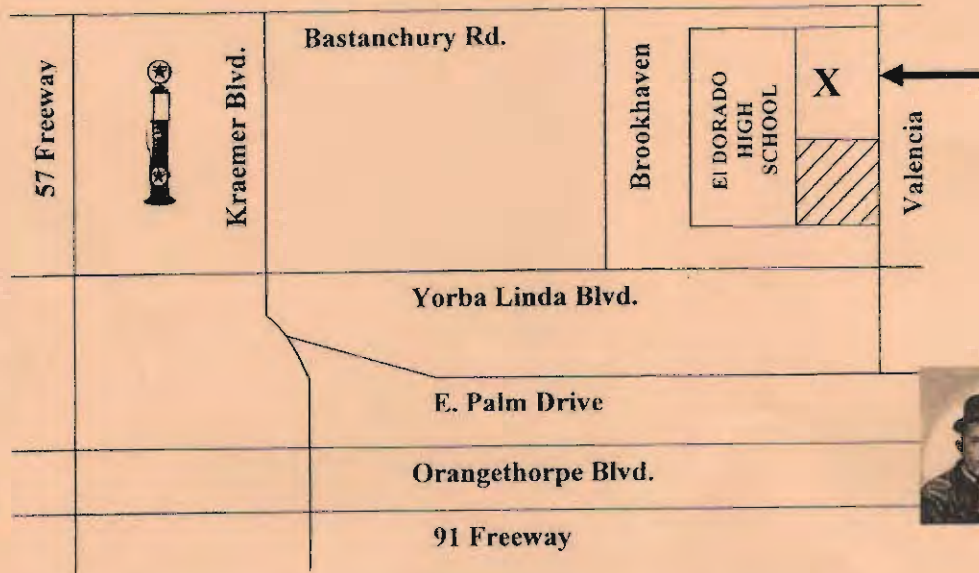 57 Freeway
Kraemer Blvd.
Bastanchury Rd.
Brookhaven
El DORADO
HIGH
SCHOOL
X
Valencia
Yorba Linda Blvd.
E. Palm Drive
Orangethorpe Blvd.
91 Freeway